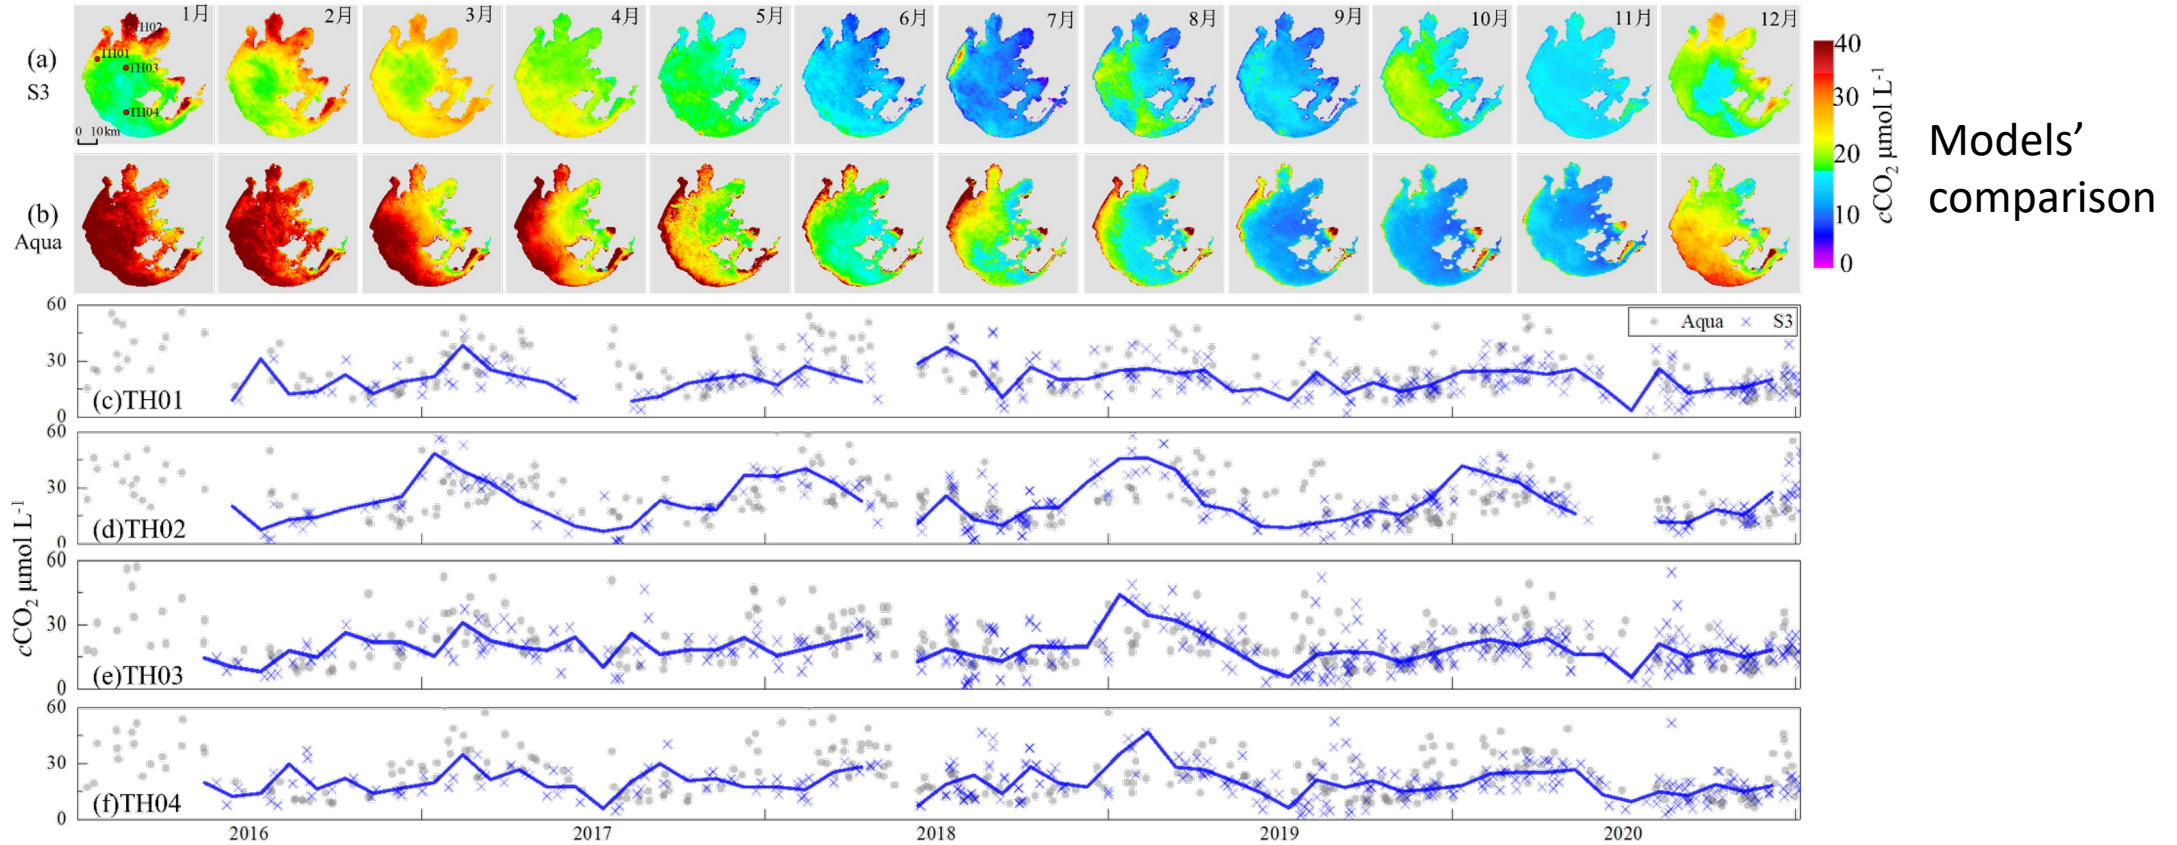 1月 2月 3月 4月 5月 6月 7月 8月 9月 10月 11月 12月
(a)
S3
TH02
TH01
TH03
TH04
0 10km
(b)
Aqua
40
30
20
10
0
cCO₂ μmol L⁻¹
Models'
comparison
60
30
0
(c)TH01
Aqua S3
60
30
0
(d)TH02
60
30
0
(e)TH03
60
30
0
(f)TH04
cCO₂ μmol L⁻¹
2016 2017 2018 2019 2020